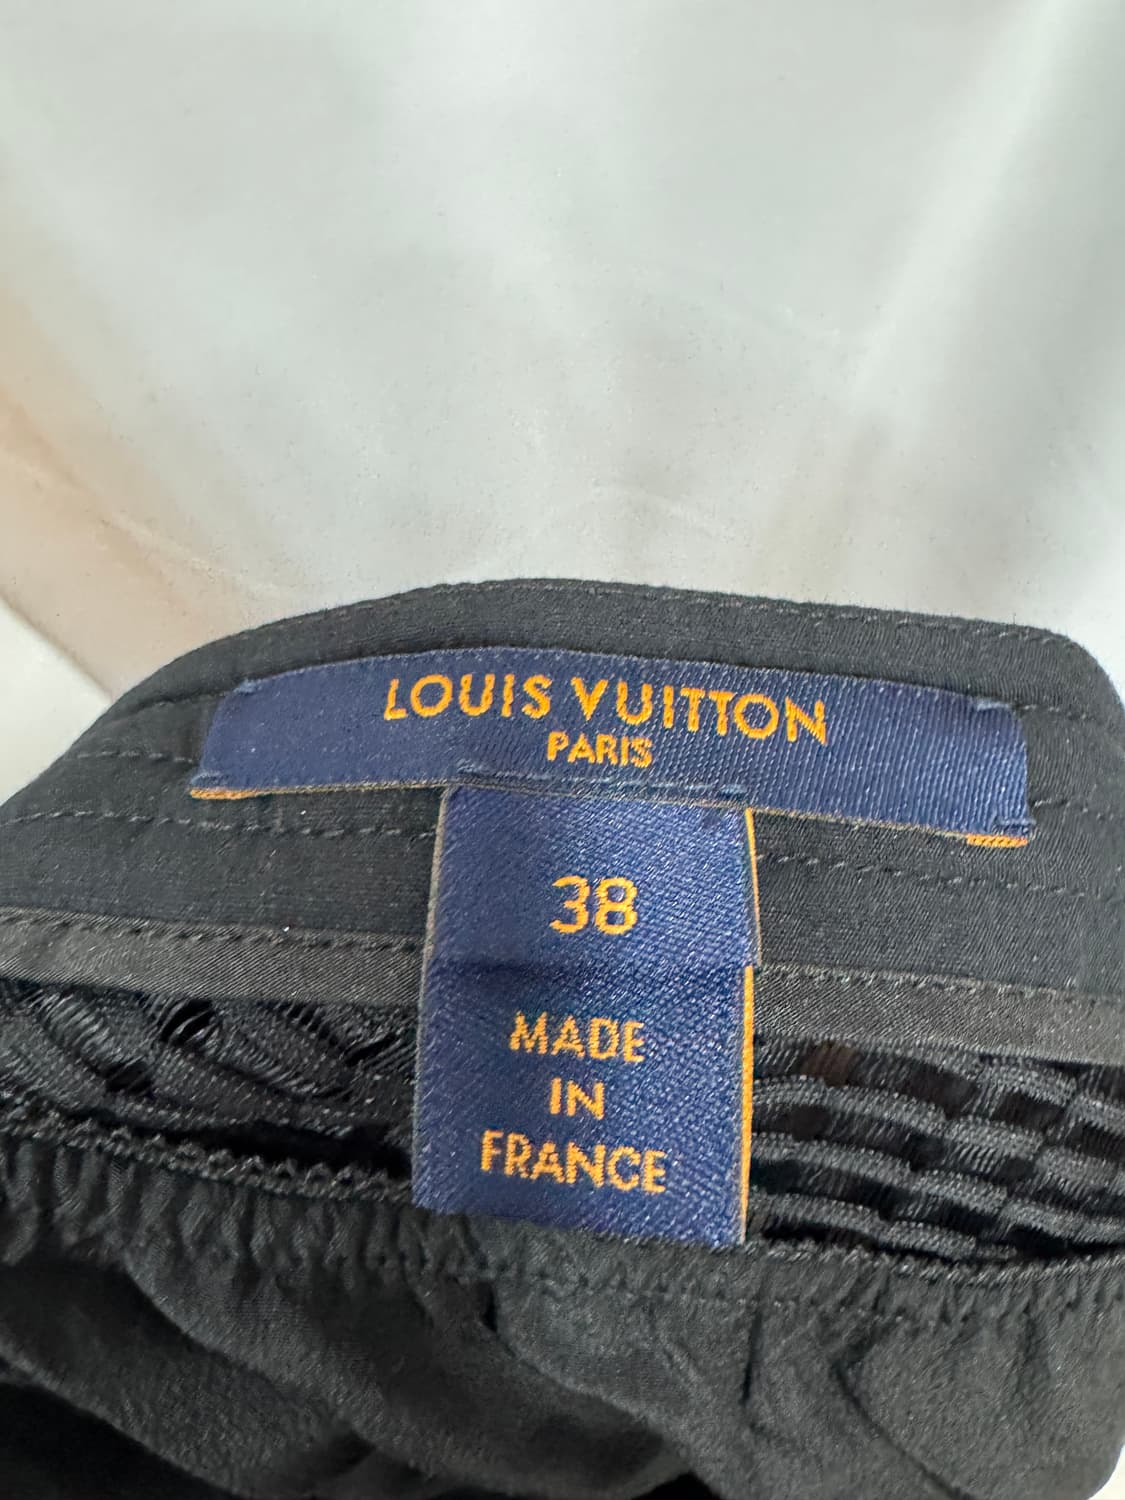 LOUIS VUITTON
PARIS
38
MADE
IN
FRANCE